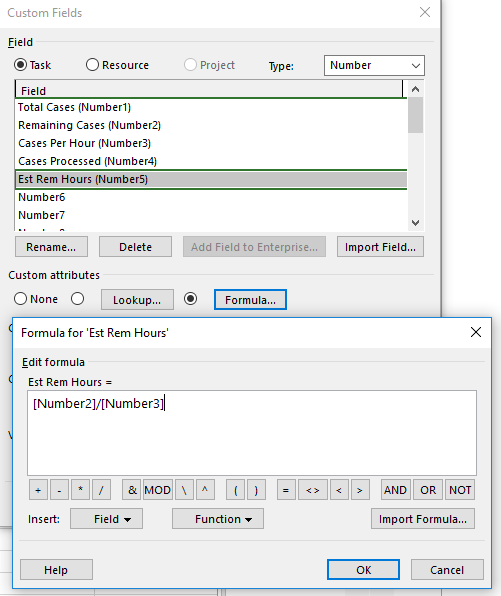 Custom Fields
Field
Task Resource Project Type: Number
Field
Total Cases (Number1)
Remaining Cases (Number2)
Cases Per Hour (Number3)
Cases Processed (Number4)
Est Rem Hours (Number5)
Number6
Number7
Rename... Delete Add Field to Enterprise... Import Field...
Custom attributes
None Lookup... Formula...
Formula for 'Est Rem Hours'
Edit formula
Est Rem Hours =
[Number2]/[Number3]
+ - * / & MOD \ ^ ( ) = <> < > AND OR NOT
Insert: Field Function Import Formula...
Help OK Cancel